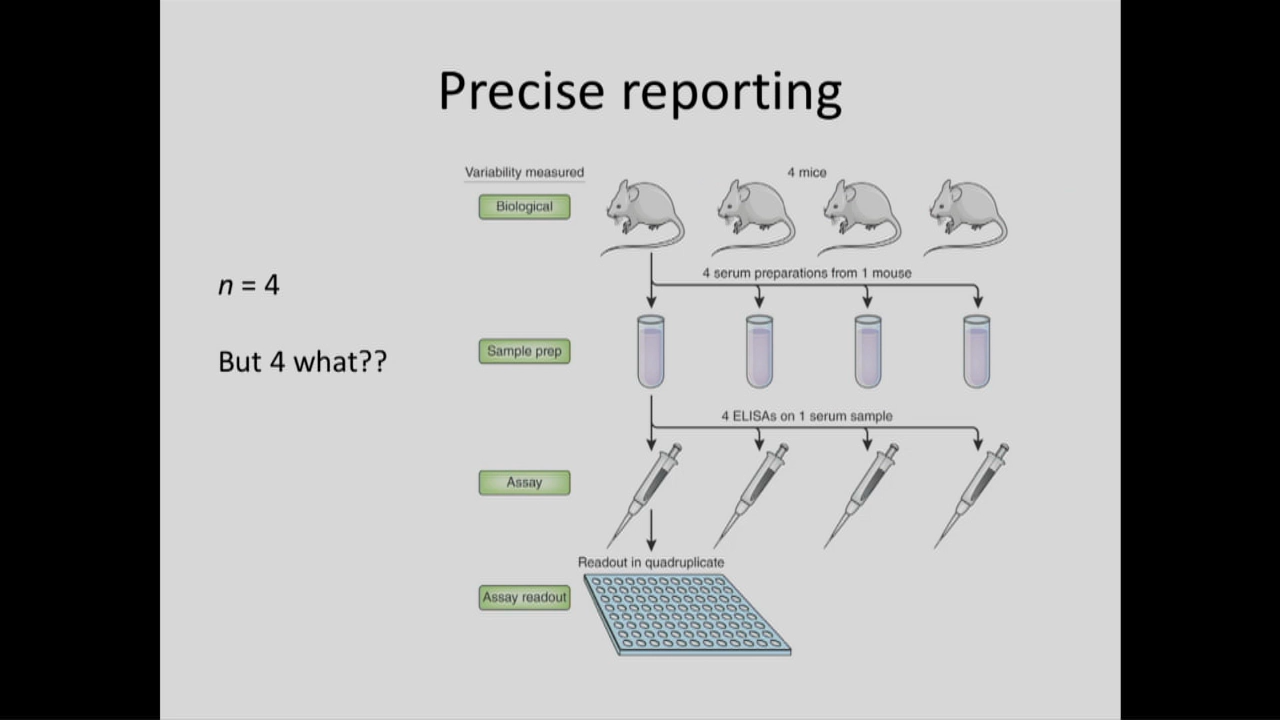 Precise reporting
Variability measured
4 mice
Biological
4 serum preparations from 1 mouse
n = 4
But 4 what??
Sample prep
4 ELISAs on 1 serum sample
Assay
Readout in quadruplicate
Assay readout